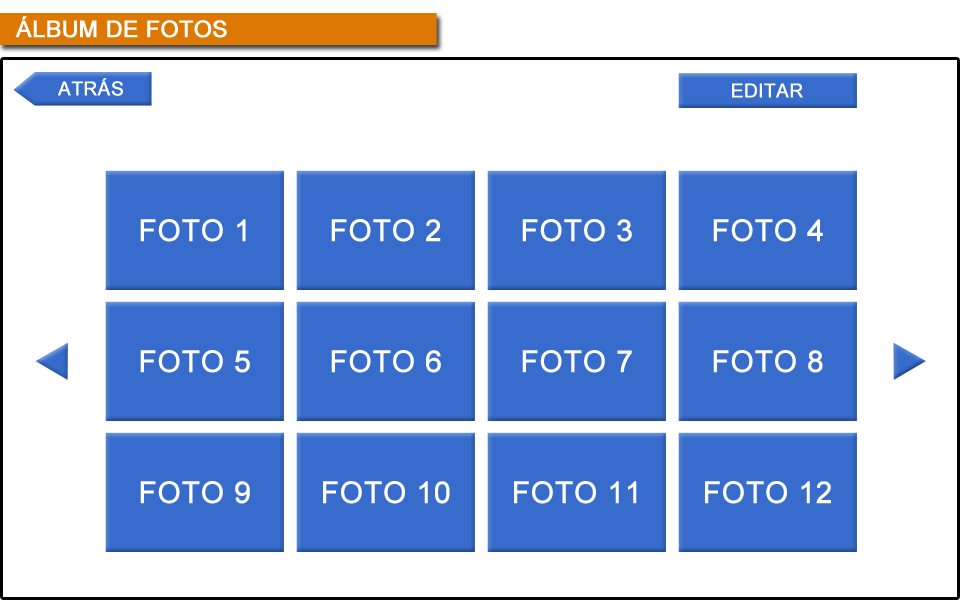 ÁLBUM DE FOTOS
ATRÁS
EDITAR
FOTO 1
FOTO 2
FOTO 3
FOTO 4
FOTO 5
FOTO 6
FOTO 7
FOTO 8
FOTO 9
FOTO 10
FOTO 11
FOTO 12